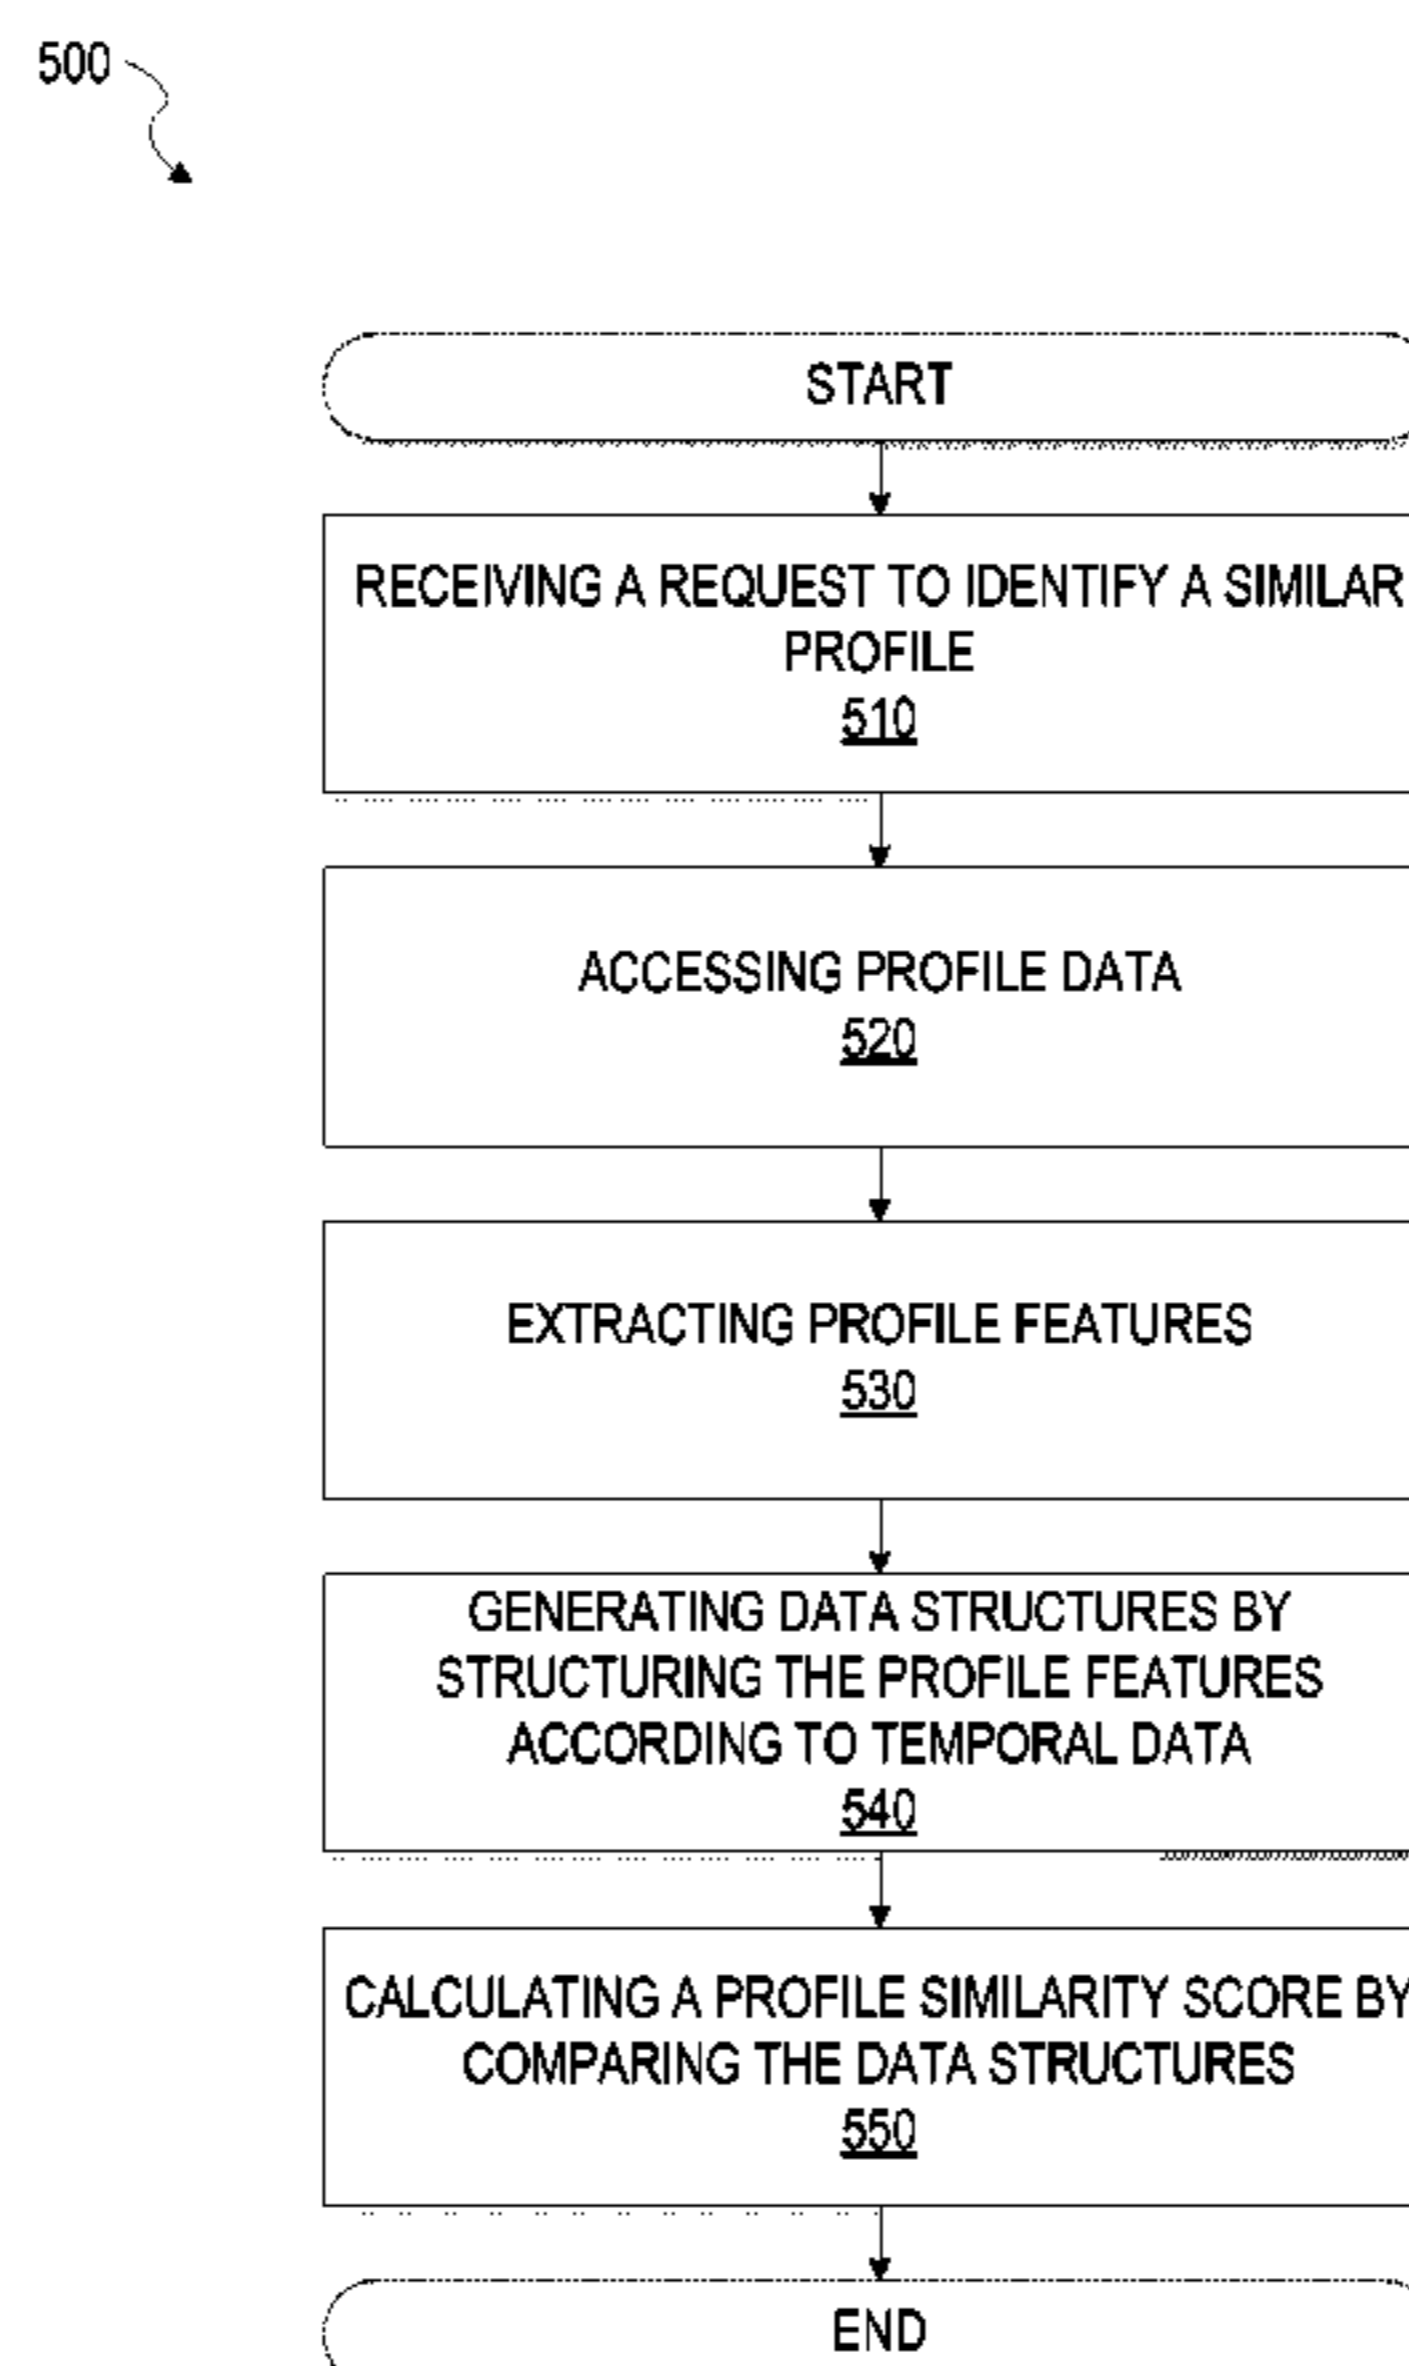 500
START
RECEIVING A REQUEST TO IDENTIFY A SIMILAR
PROFILE
510
ACCESSING PROFILE DATA
520
EXTRACTING PROFILE FEATURES
530
GENERATING DATA STRUCTURES BY
STRUCTURING THE PROFILE FEATURES
ACCORDING TO TEMPORAL DATA
540
CALCULATING A PROFILE SIMILARITY SCORE BY
COMPARING THE DATA STRUCTURES
550
END